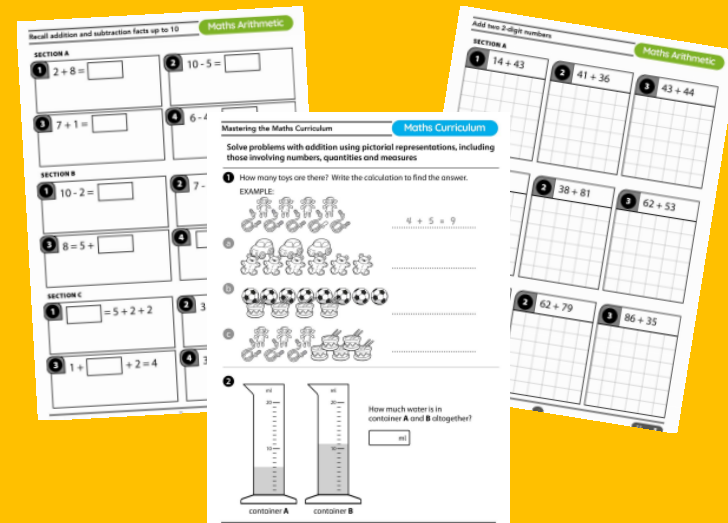 Recall addition and subtraction facts up to 10
Maths Arithmetic
SECTION A
1 2 + 8 =
2 10 - 5 =
3 7 + 1 =
4 6 - 4
SECTION B
1 10 - 2 =
2 7 -
3 8 = 5 +
4
SECTION C
1 = 5 + 2 + 2
2 3
3 1 + + 2 = 4
4 3
Mastering the Maths Curriculum
Maths Curriculum
Solve problems with addition using pictorial representations, including
those involving numbers, quantities and measures
1 How many toys are there? Write the calculation to find the answer.
EXAMPLE:
4 + 5 = 9
a
b
c
2
ml
20
10
ml
20
10
How much water is in
container A and B altogether?
ml
container A
container B
Add two 2-digit numbers
Maths Arithmetic
SECTION A
1 14 + 43
2 41 + 36
3 43 + 44
2 38 + 81
3 62 + 53
2 62 + 79
3 86 + 35